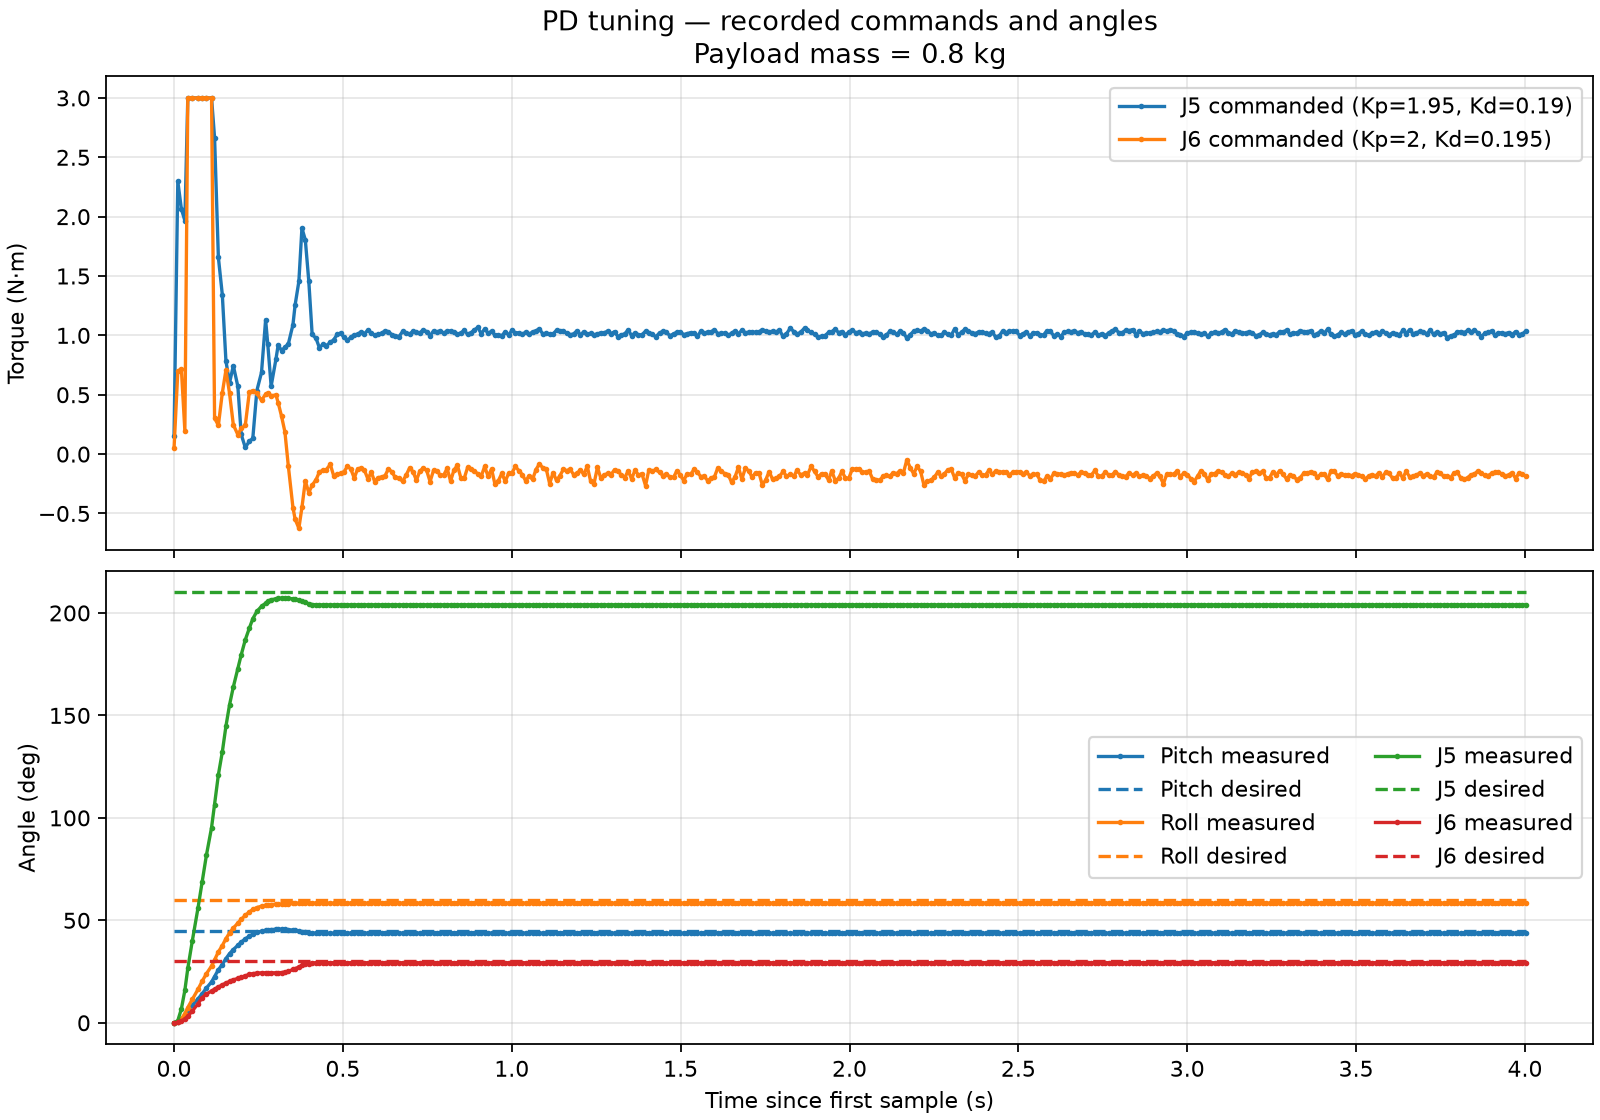 PD tuning — recorded commands and angles
Payload mass = 0.8 kg
3.0
2.5
2.0
1.5
1.0
0.5
0.0
−0.5
Torque (N·m)
J5 commanded (Kp=1.95, Kd=0.19)
J6 commanded (Kp=2, Kd=0.195)
200
150
100
50
0
Angle (deg)
Pitch measured
Pitch desired
Roll measured
Roll desired
J5 measured
J5 desired
J6 measured
J6 desired
0.0 0.5 1.0 1.5 2.0 2.5 3.0 3.5 4.0
Time since first sample (s)